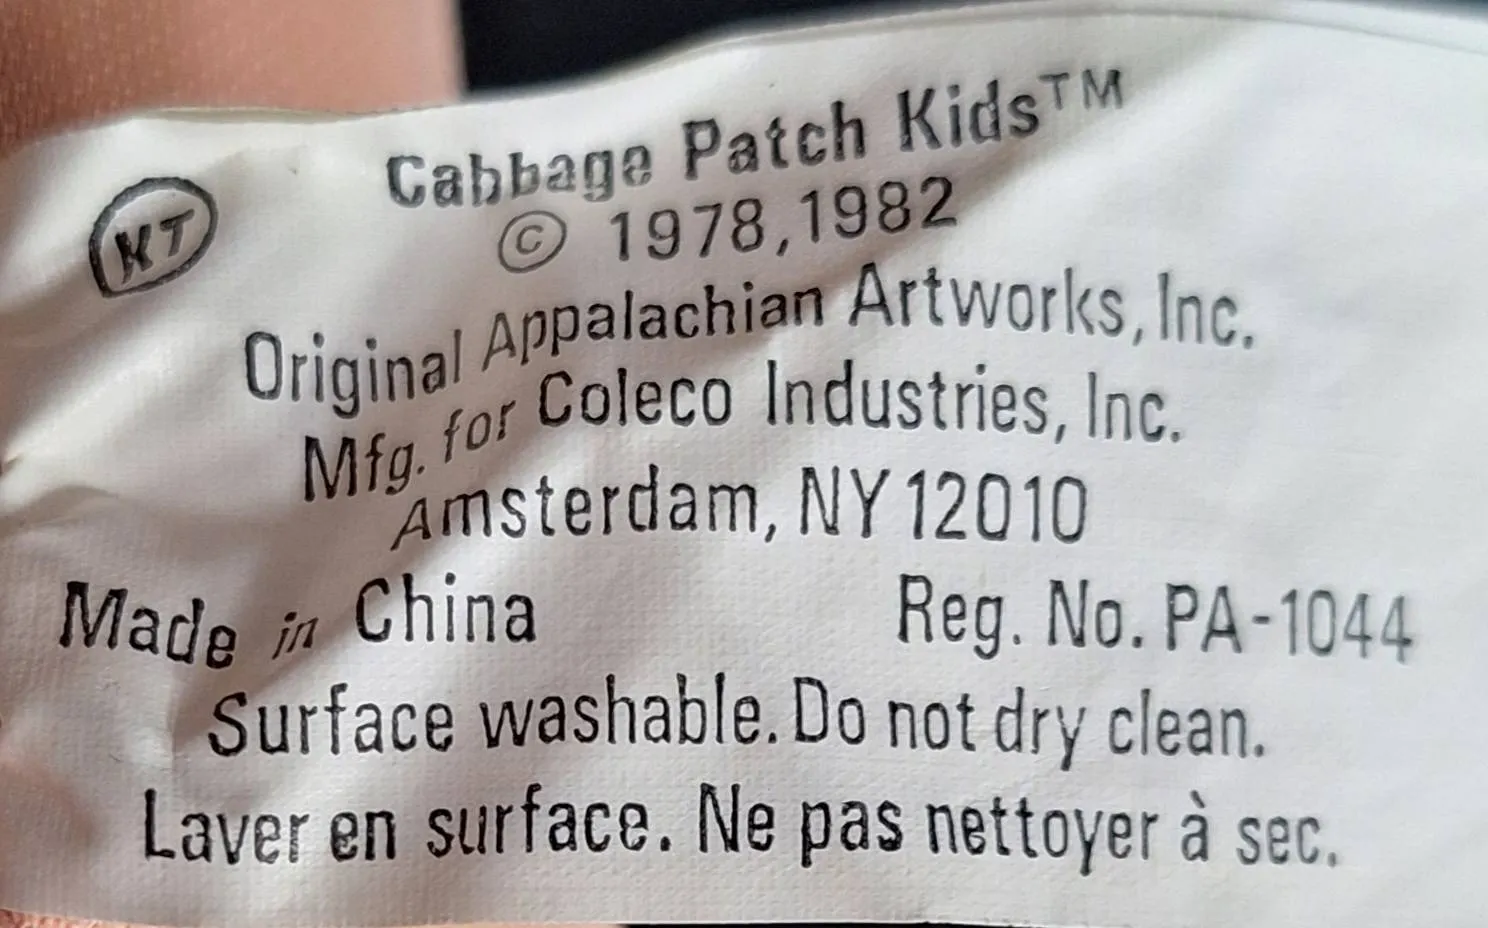 Cabbage Patch Kids™
KT
© 1978,1982
Original Appalachian Artworks, Inc.
Mfg. for Coleco Industries, Inc.
Amsterdam, NY 12010
Made in China Reg. No. PA-1044
Surface washable. Do not dry clean.
Laver en surface. Ne pas nettoyer à sec.